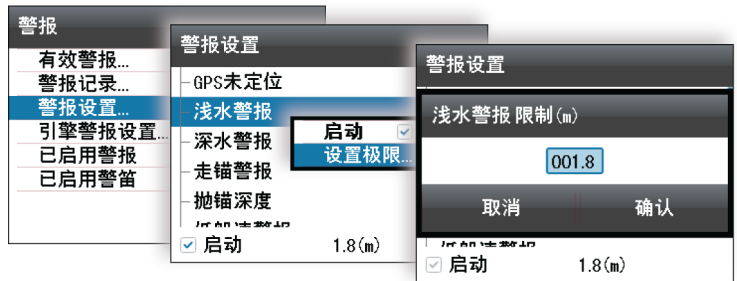 警报
有效警报...
警报记录...
警报设置...
引擎警报设置...
已启用警报
已启用警笛
警报设置
GPS未定位
浅水警报
深水警报
走锚警报
抛锚深度
启动
设置极限...
启动 1.8(m)
警报设置
浅水警报 限制(m)
001.8
取消 确认
启动 1.8(m)